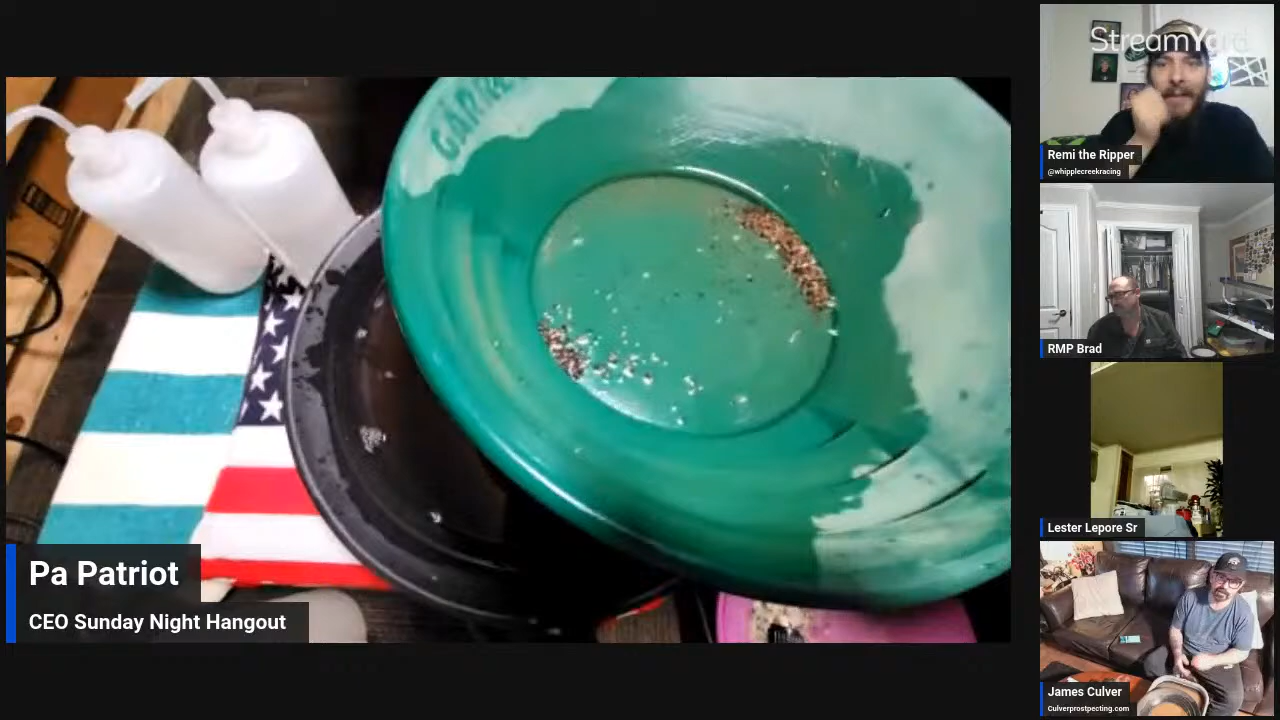 StreamYard
Remi the Ripper
@whipplecreekracing
RMP Brad
Lester Lepore Sr
James Culver
Culverprostpecting.com
Pa Patriot
CEO Sunday Night Hangout